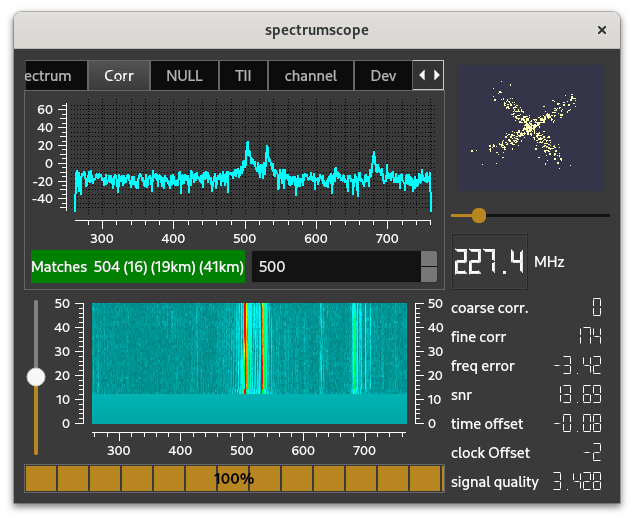 spectrumscope ×
ectrum Corr NULL TII channel Dev
60
40
20
0
-20
-40
300 400 500 600 700
Matches 504 (16) (19km) (41km) 500
227.4 MHz
coarse corr. 0
fine corr 174
freq error -3.42
snr 13.69
time offset -0.08
clock Offset -2
signal quality 3.428
50 50
40 40
30 30
20 20
10 10
0 0
300 400 500 600 700
100%